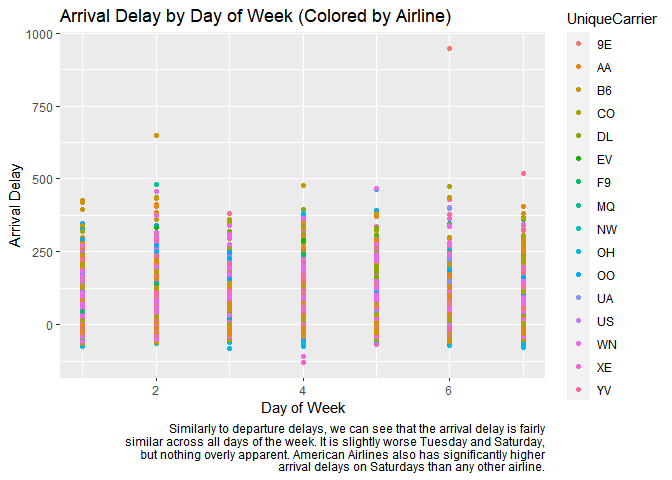 Arrival Delay by Day of Week (Colored by Airline)
UniqueCarrier
9E
AA
B6
CO
DL
EV
F9
MQ
NW
OH
OO
UA
US
WN
XE
YV
Arrival Delay
1000
750
500
250
0
2
4
6
Day of Week
Similarly to departure delays, we can see that the arrival delay is fairly
similar across all days of the week. It is slightly worse Tuesday and Saturday,
but nothing overly apparent. American Airlines also has significantly higher
arrival delays on Saturdays than any other airline.